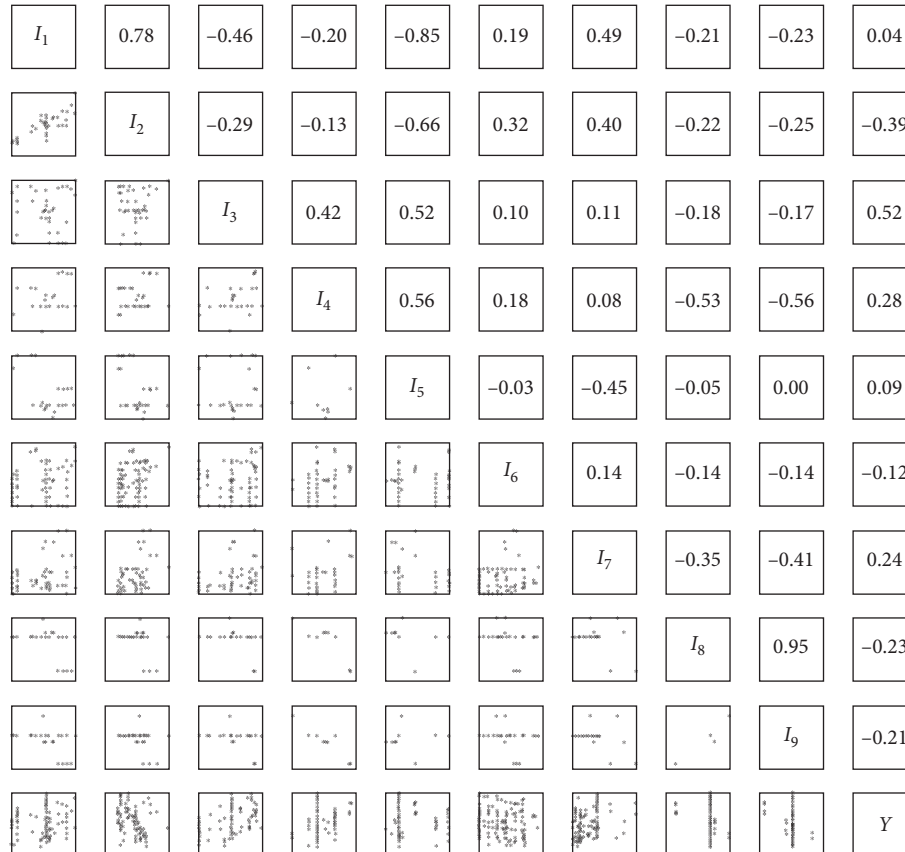 I1 0.78 –0.46 –0.20 –0.85 0.19 0.49 –0.21 –0.23 0.04
I2 –0.29 –0.13 –0.66 0.32 0.40 –0.22 –0.25 –0.39
I3 0.42 0.52 0.10 0.11 –0.18 –0.17 0.52
I4 0.56 0.18 0.08 –0.53 –0.56 0.28
I5 –0.03 –0.45 –0.05 0.00 0.09
I6 0.14 –0.14 –0.14 –0.12
I7 –0.35 –0.41 0.24
I8 0.95 –0.23
I9 –0.21
Y